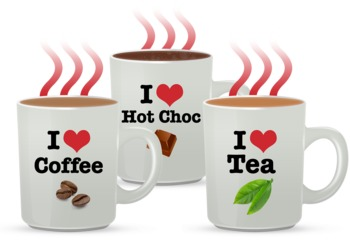 I ❤ Coffee
I ❤ Hot Choc
I ❤ Tea